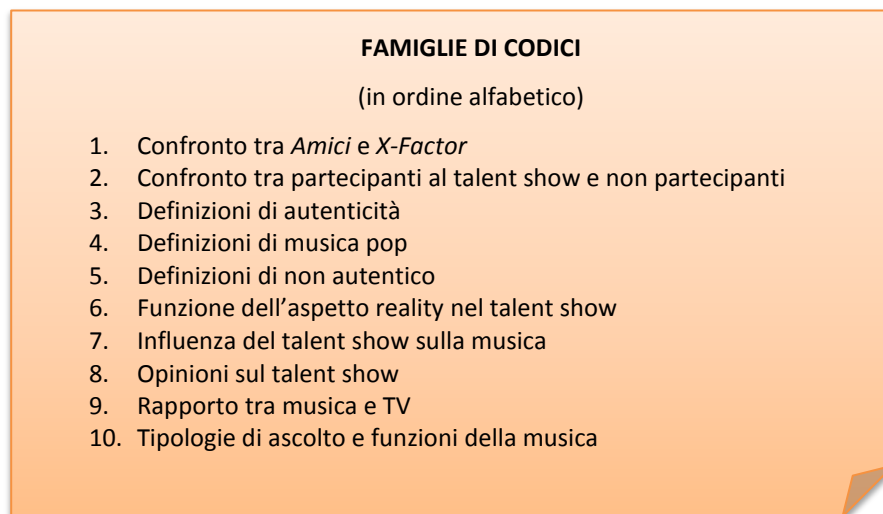 FAMIGLIE DI CODICI
(in ordine alfabetico)
1. Confronto tra Amici e X-Factor
2. Confronto tra partecipanti al talent show e non partecipanti
3. Definizioni di autenticità
4. Definizioni di musica pop
5. Definizioni di non autentico
6. Funzione dell’aspetto reality nel talent show
7. Influenza del talent show sulla musica
8. Opinioni sul talent show
9. Rapporto tra musica e TV
10. Tipologie di ascolto e funzioni della musica